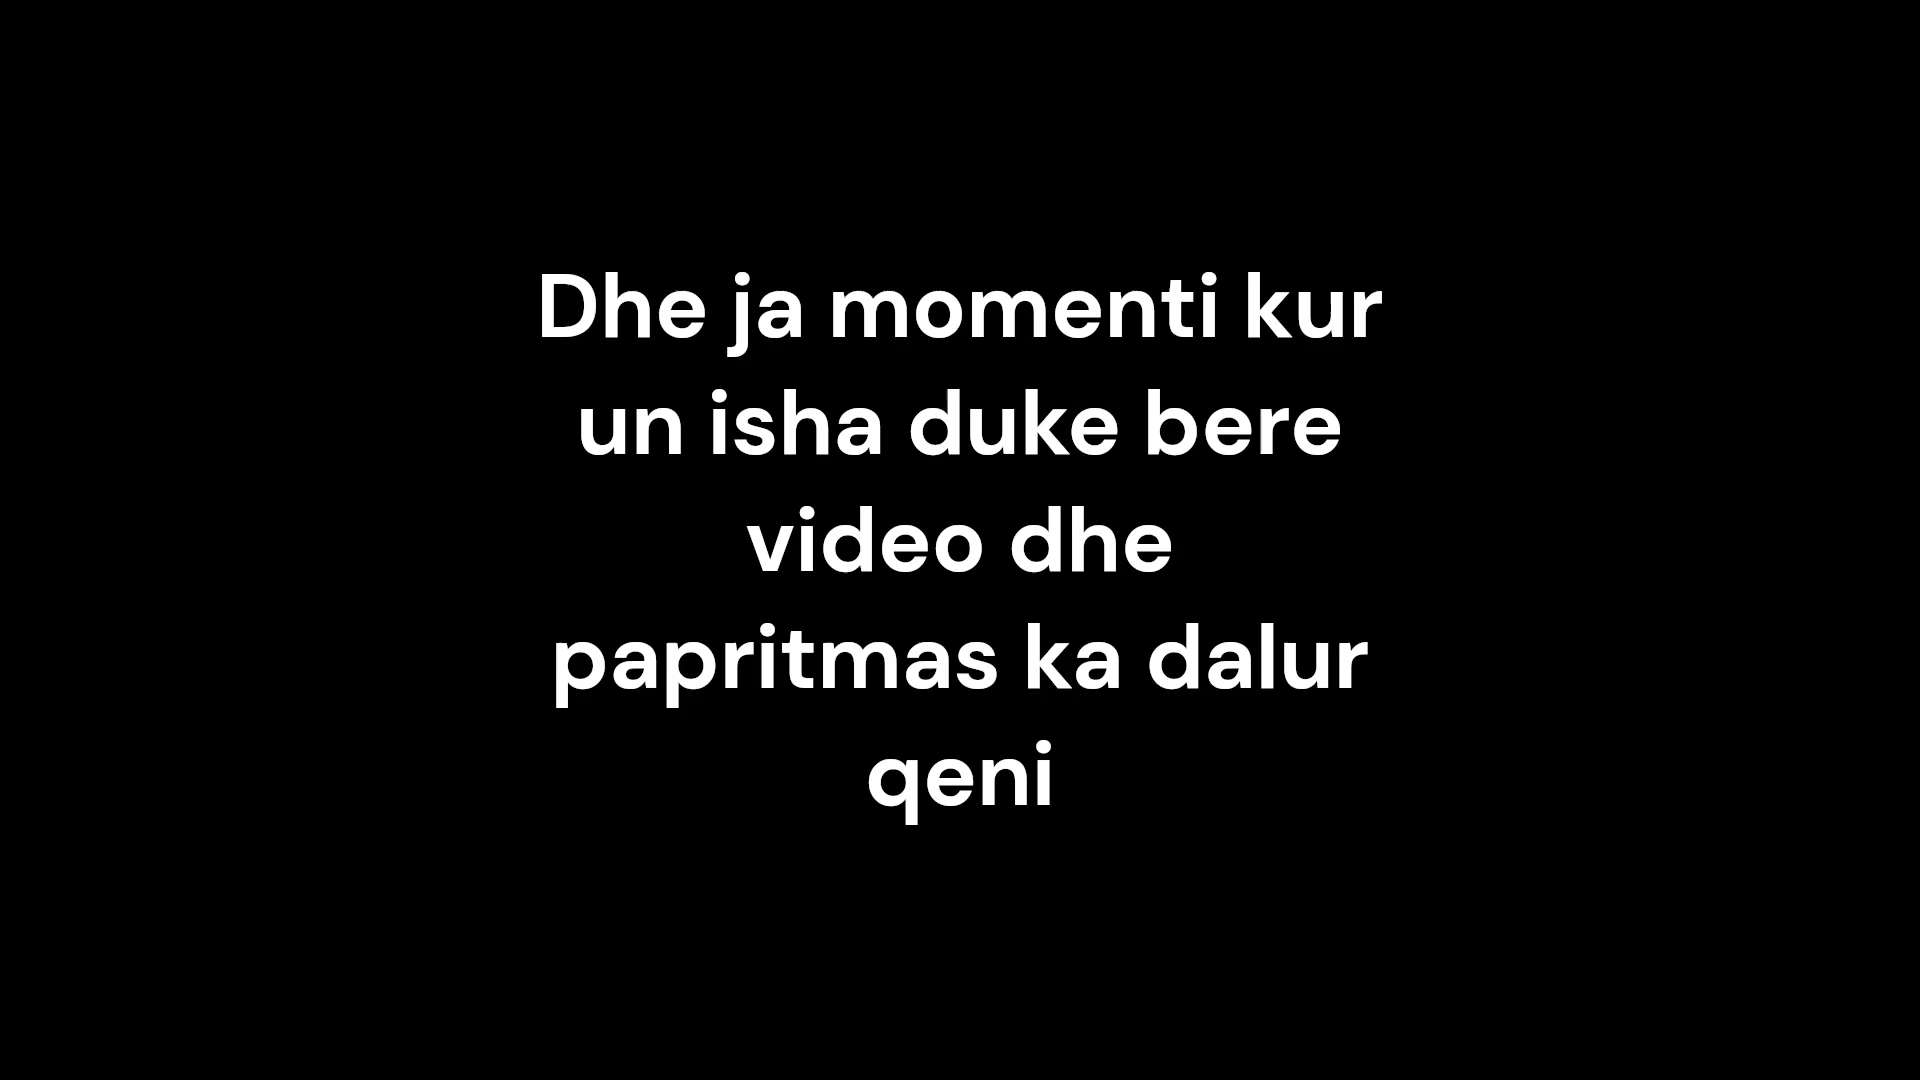 Dhe ja momenti kur
un isha duke bere
video dhe
papritmas ka dalur
qeni